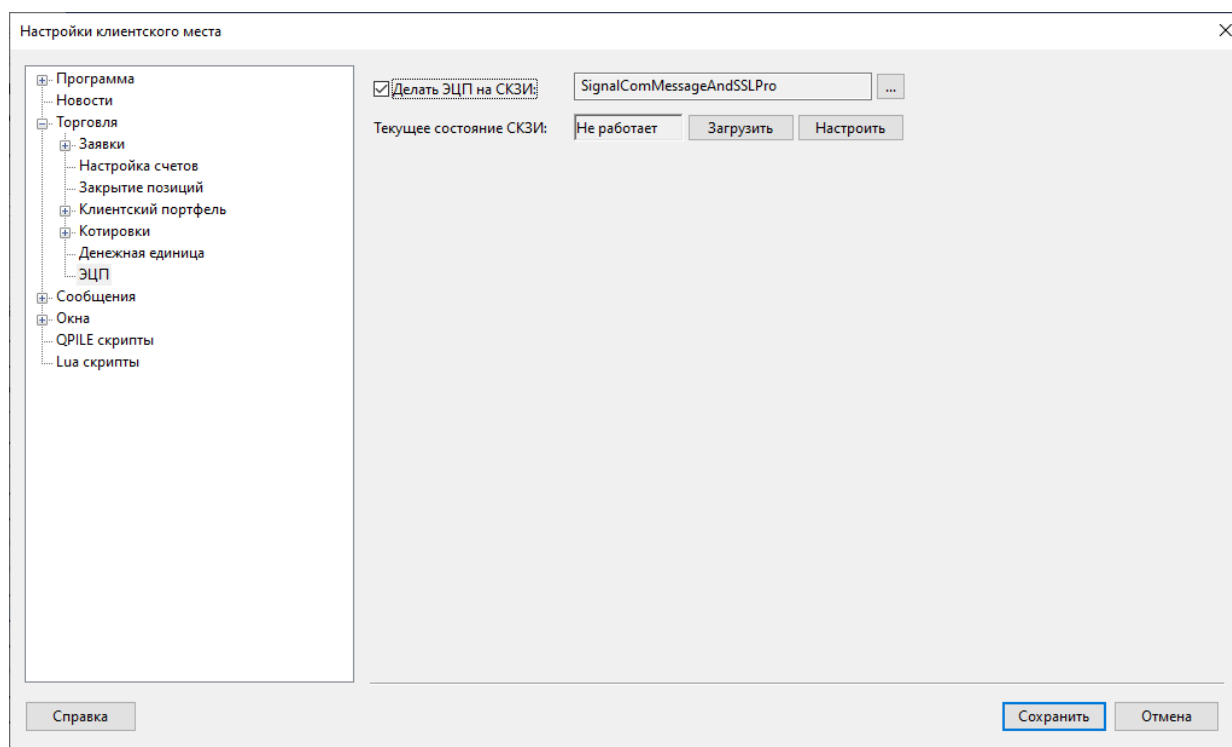 Настройки клиентского места
Программа
Новости
Торговля
Заявки
Настройка счетов
Закрытие позиций
Клиентский портфель
Котировки
Денежная единица
ЭЦП
Сообщения
Окна
QPILE скрипты
Lua скрипты
Делать ЭЦП на СКЗИ: SignalComMessageAndSSLPro ...
Текущее состояние СКЗИ: Не работает Загрузить Настроить
Справка Сохранить Отмена